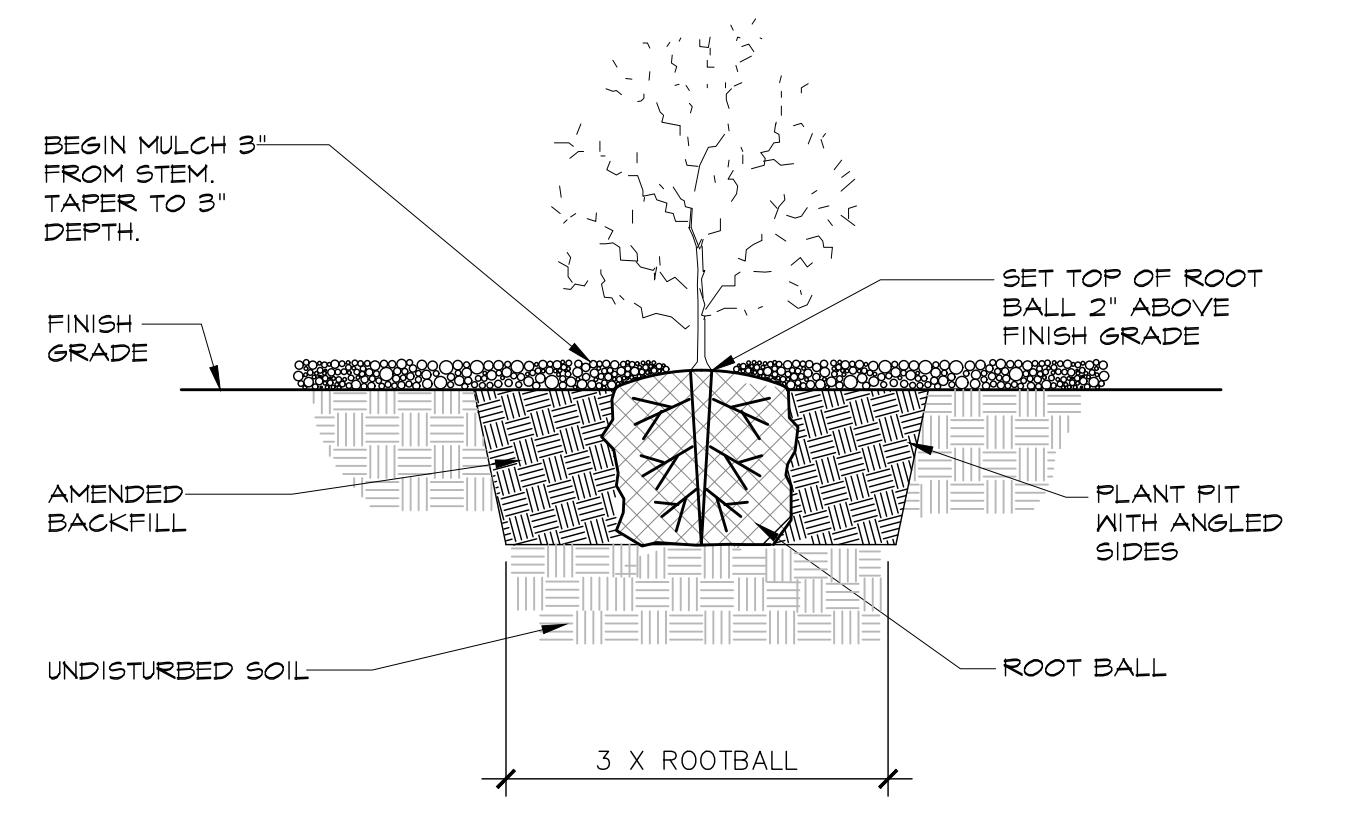 BEGIN MULCH 3"
FROM STEM.
TAPER TO 3"
DEPTH.
SET TOP OF ROOT
BALL 2" ABOVE
FINISH GRADE
FINISH
GRADE
AMENDED
BACKFILL
PLANT PIT
WITH ANGLED
SIDES
UNDISTURBED SOIL
ROOT BALL
3 X ROOTBALL